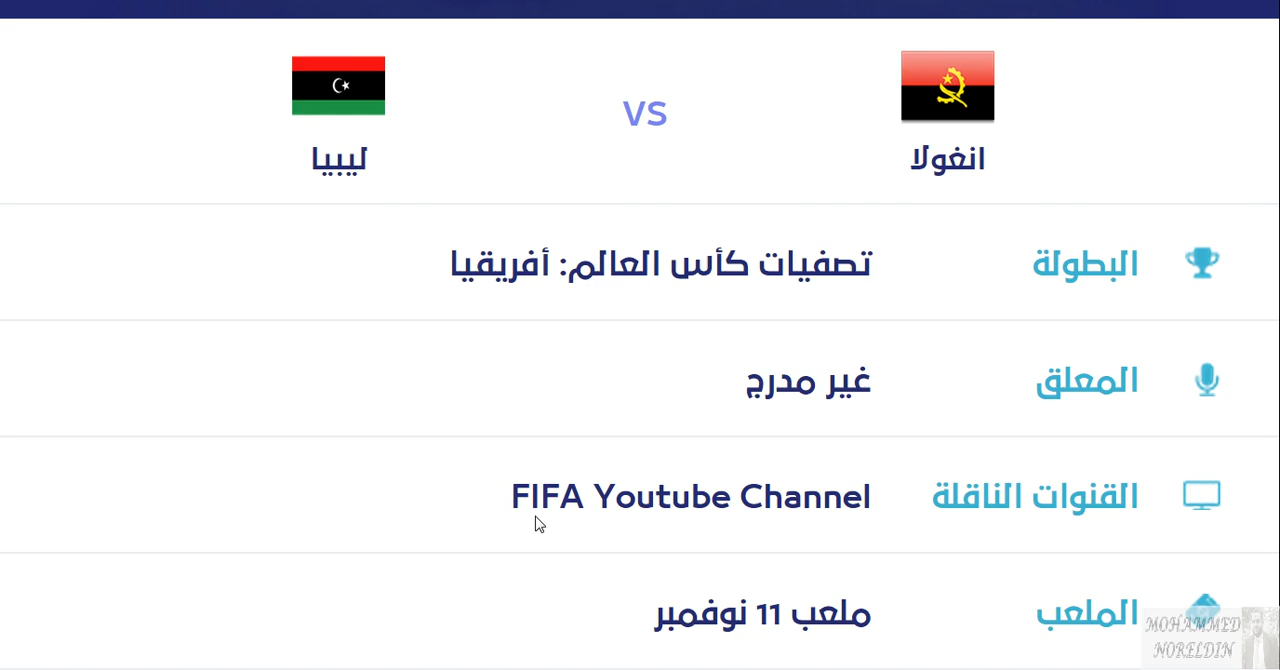 انغولا
VS
ليبيا
البطولة تصفيات كأس العالم: أفريقيا
المعلق غير مدرج
القنوات الناقلة FIFA Youtube Channel
الملعب ملعب 11 نوفمبر
MOHAMMED
NORELDIN